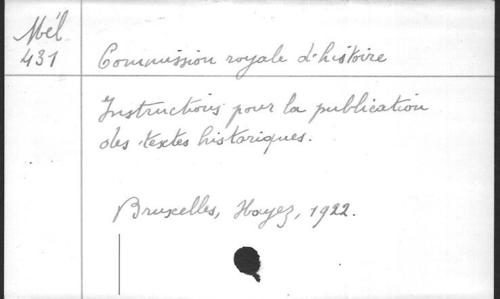 Mél
431
Commission royale d'histoire
Instructions pour la publication
des textes historiques.
Bruxelles, Hayez, 1922.